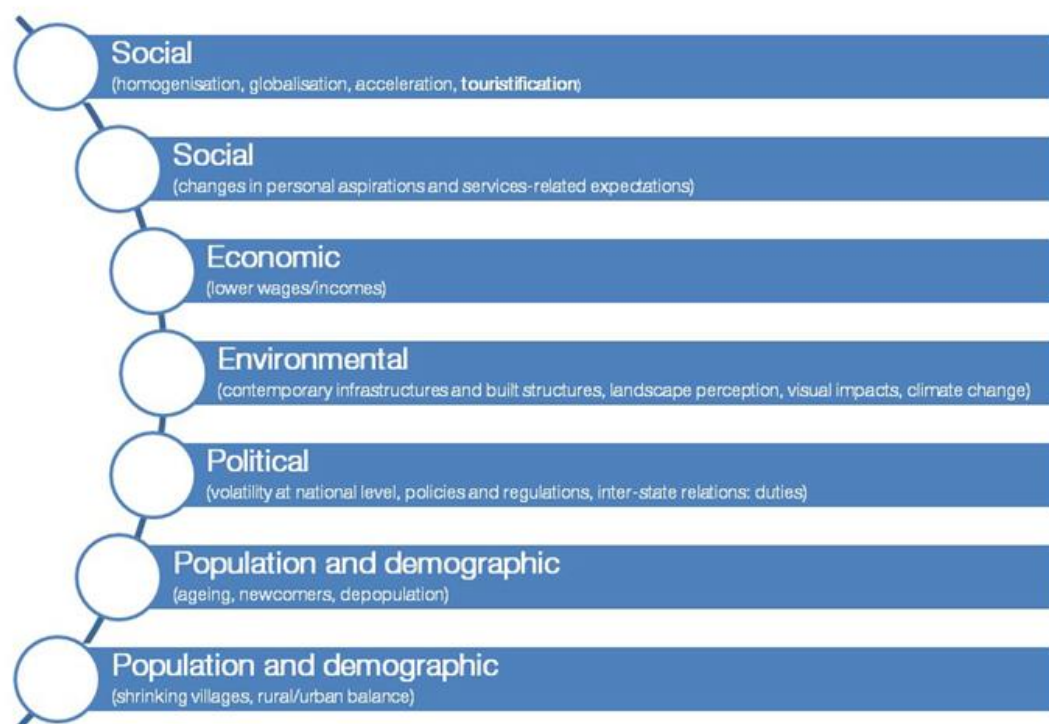 Social
(homogenisation, globalisation, acceleration, touristification)
Social
(changes in personal aspirations and services-related expectations)
Economic
(lower wages/incomes)
Environmental
(contemporary infrastructures and built structures, landscape perception, visual impacts, climate change)
Political
(volatility at national level, policies and regulations, inter-state relations: duties)
Population and demographic
(ageing, newcomers, depopulation)
Population and demographic
(shrinking villages, rural/urban balance)